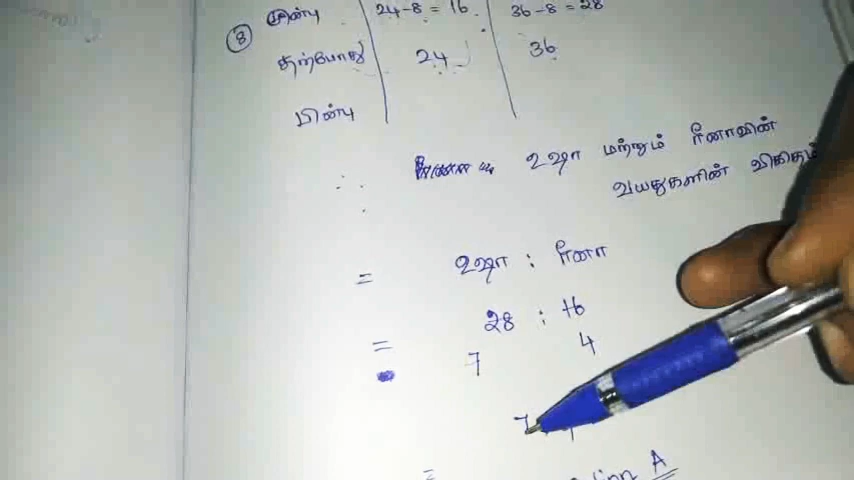 முன்பு 24-8 = 16 36-8 = 28
(8) தற்போது 24 36
பின்பு
∴ உஷா மற்றும் ரீனாவின்
வயதுகளின் விகிதம்
= உஷா : ரீனா
= 28 : 16
7 4
7
= A